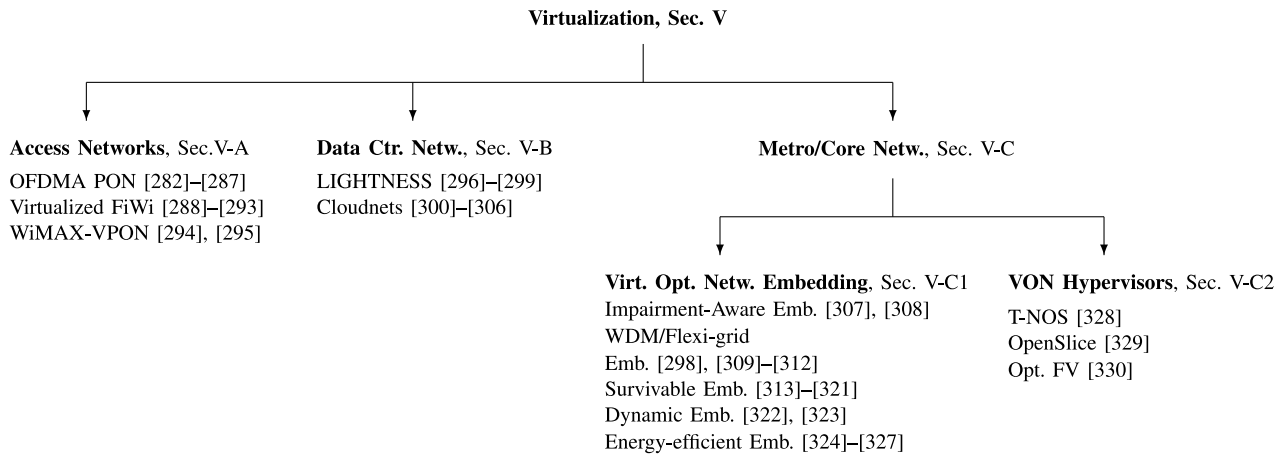 Virtualization, Sec. V
Access Networks, Sec.V-A
OFDMA PON [282]–[287]
Virtualized FiWi [288]–[293]
WiMAX-VPON [294], [295]
Data Ctr. Netw., Sec. V-B
LIGHTNESS [296]–[299]
Cloudnets [300]–[306]
Metro/Core Netw., Sec. V-C
Virt. Opt. Netw. Embedding, Sec. V-C1
Impairment-Aware Emb. [307], [308]
WDM/Flexi-grid
Emb. [298], [309]–[312]
Survivable Emb. [313]–[321]
Dynamic Emb. [322], [323]
Energy-efficient Emb. [324]–[327]
VON Hypervisors, Sec. V-C2
T-NOS [328]
OpenSlice [329]
Opt. FV [330]